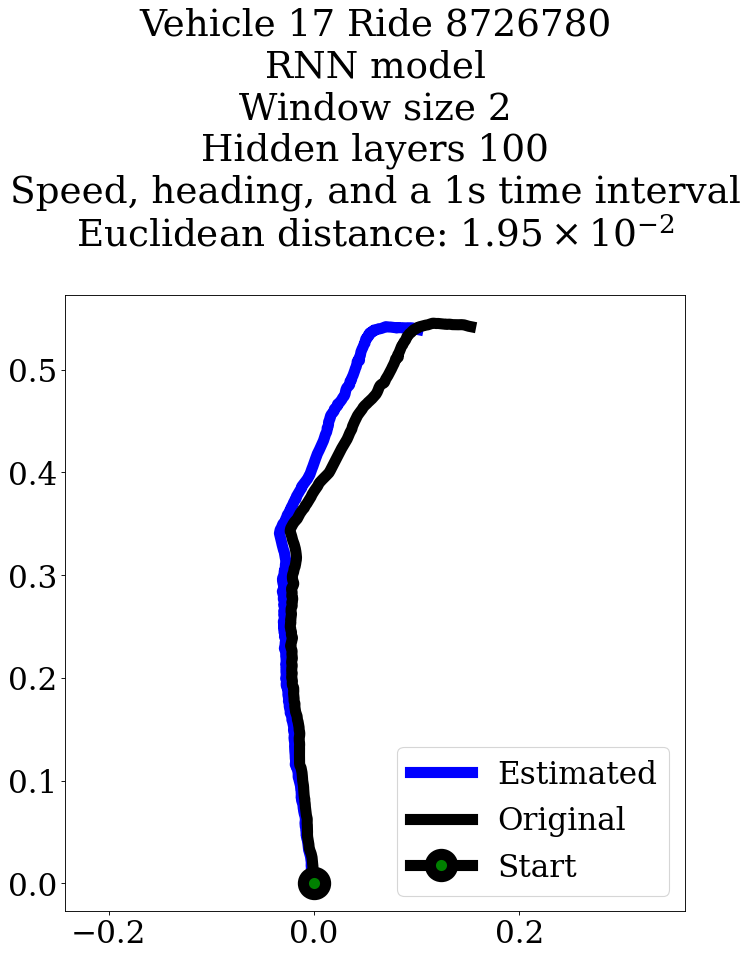 Vehicle 17 Ride 8726780
RNN model
Window size 2
Hidden layers 100
Speed, heading, and a 1s time interval
Euclidean distance: 1.95 × 10⁻²
0.5
0.4
0.3
0.2
0.1
0.0
−0.2
0.0
0.2
Estimated
Original
Start